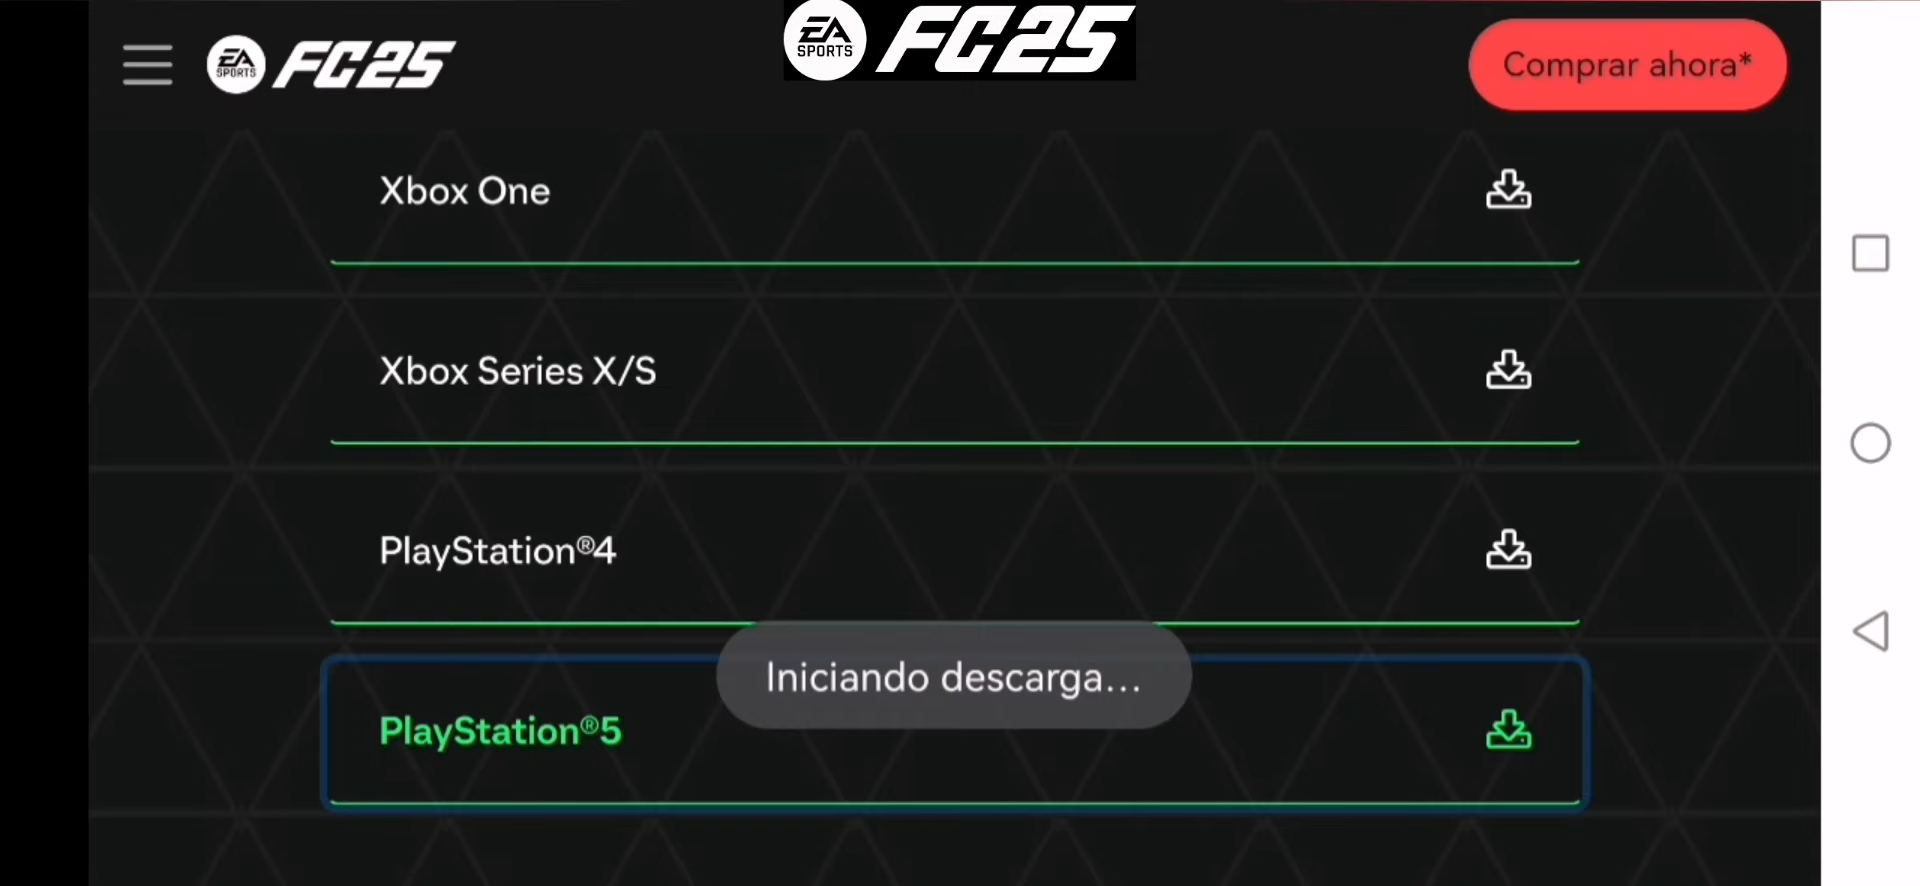 EA SPORTS FC25
EA SPORTS FC25
Comprar ahora*
Xbox One
Xbox Series X/S
PlayStation®4
Iniciando descarga...
PlayStation®5